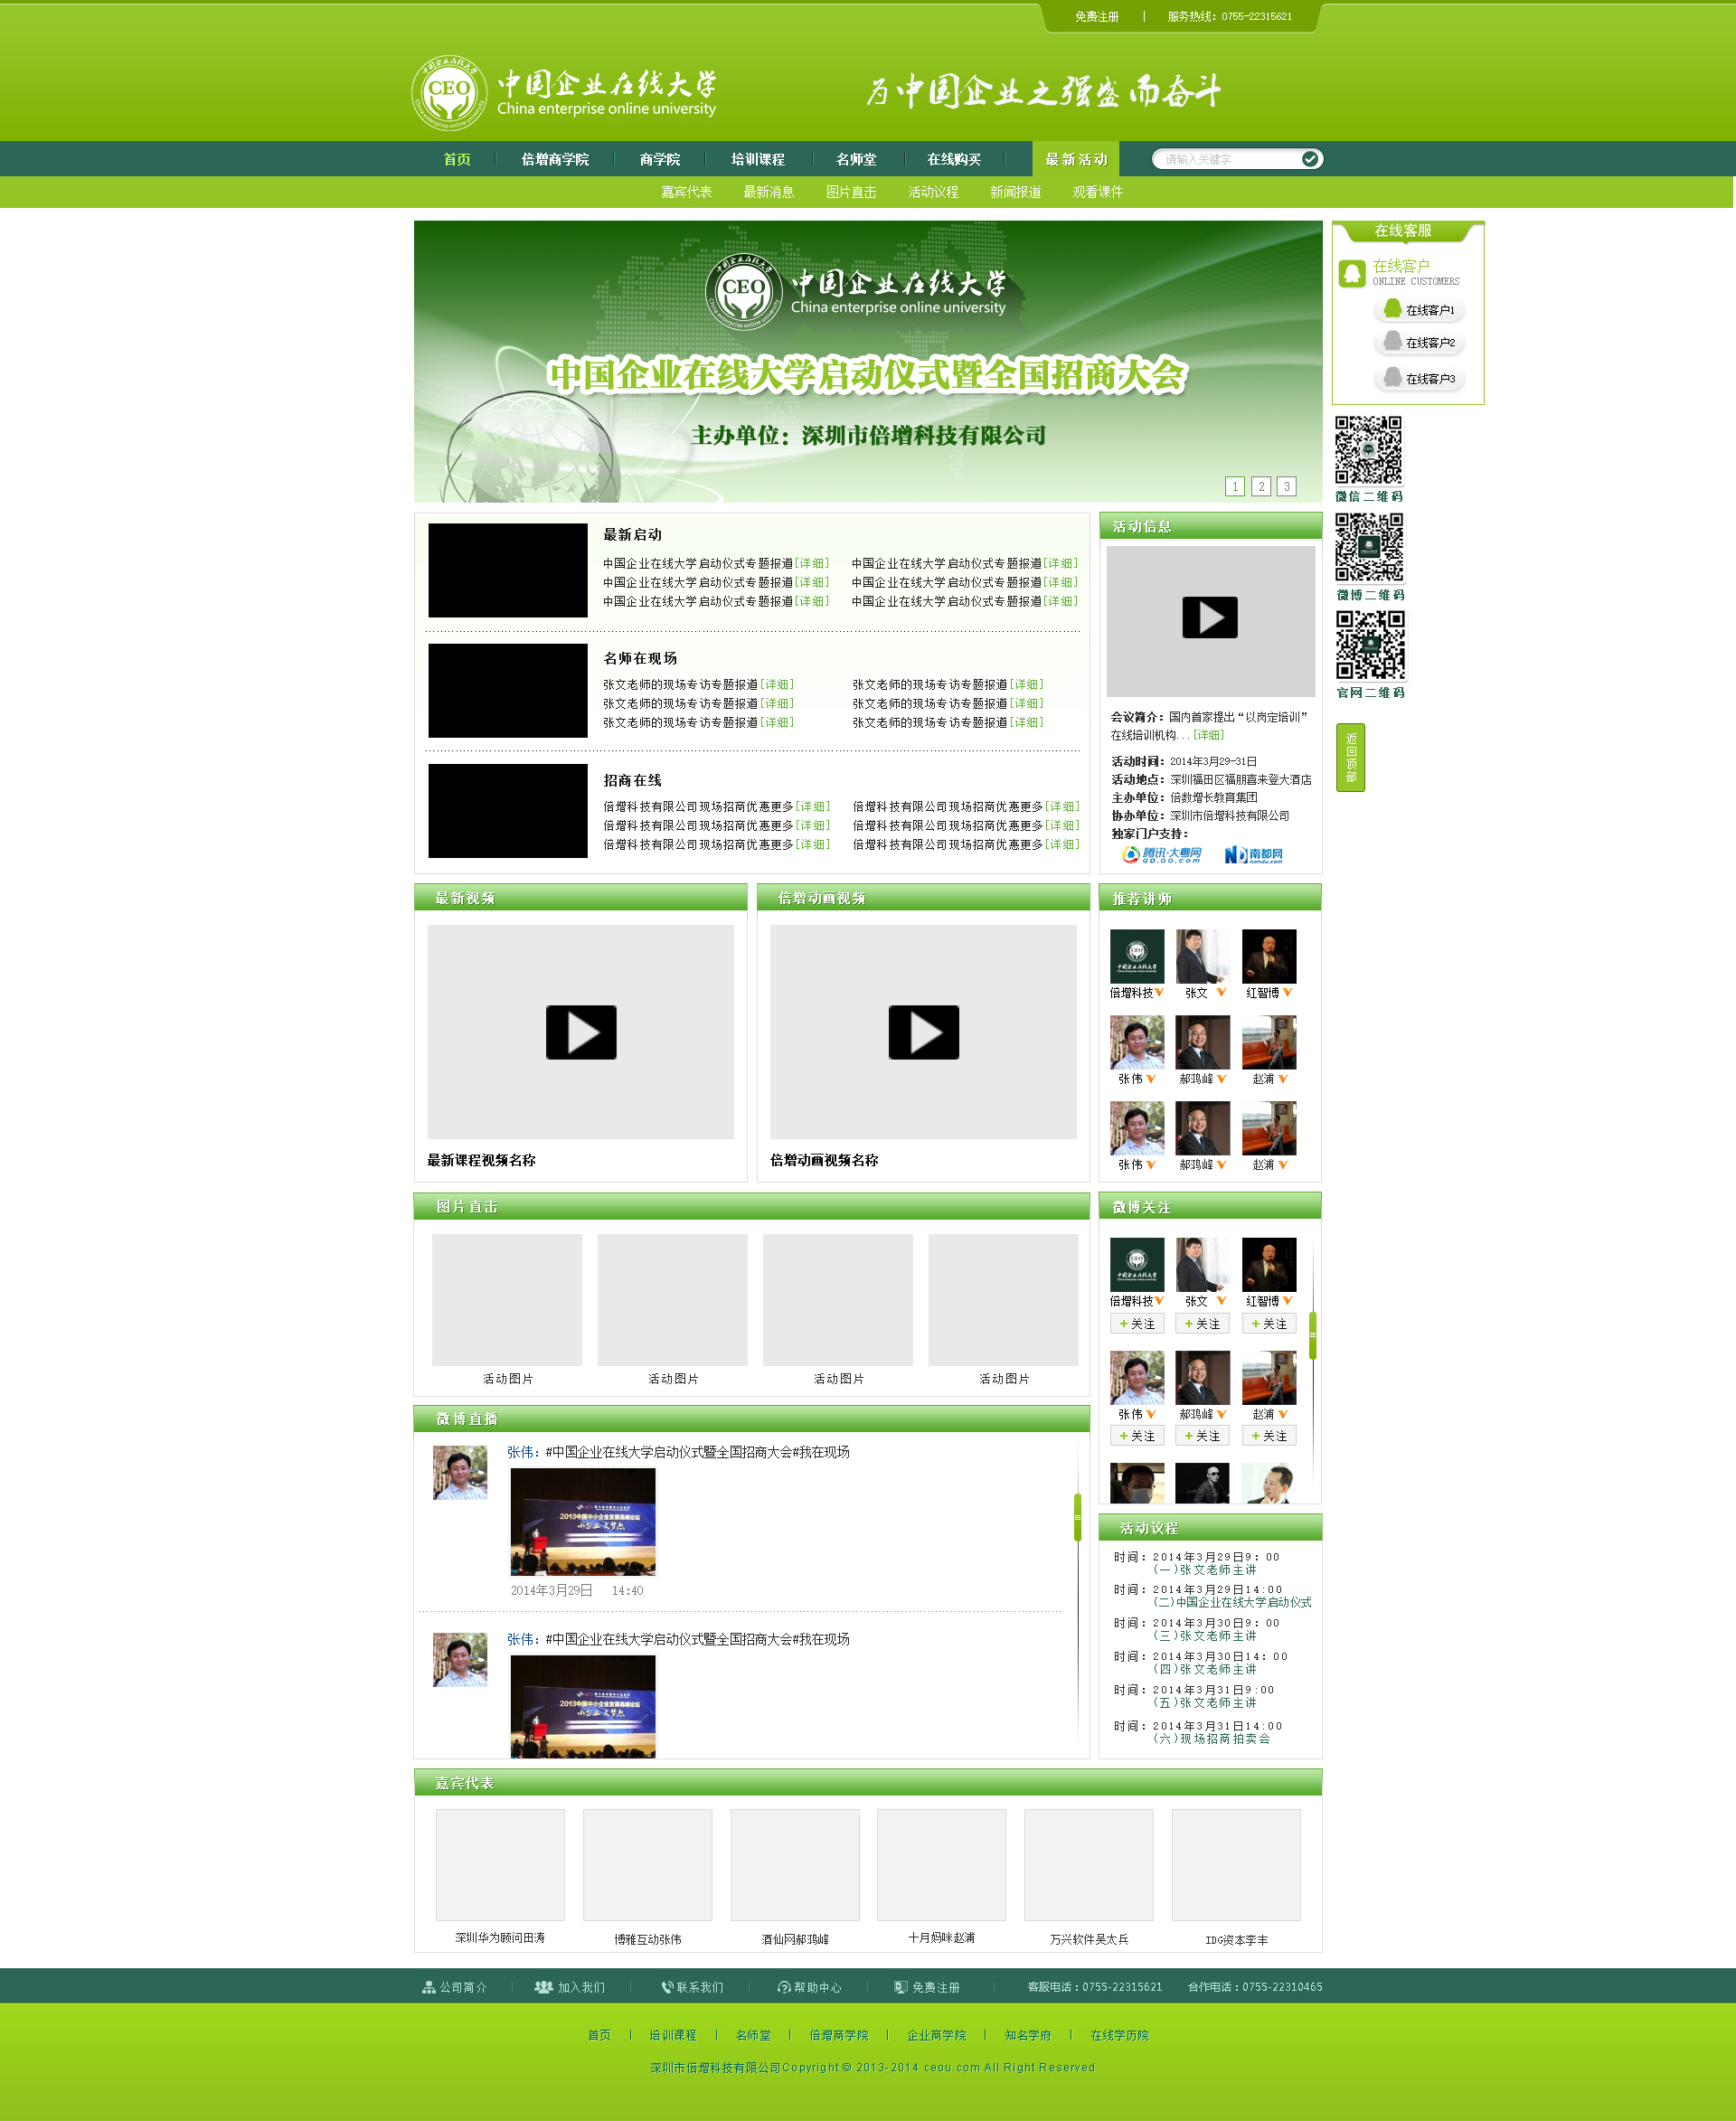 免费注册 | 服务热线：0755-22315621
CEO
中国企业在线大学
China enterprise online university
为中国企业之强盛而奋斗
首页 倍增商学院 商学院 培训课程 名师堂 在线购买 最新活动 请输入关键字
嘉宾代表 最新消息 图片直击 活动议程 新闻报道 观看课件
CEO
中国企业在线大学
China enterprise online university
中国企业在线大学启动仪式暨全国招商大会
主办单位：深圳市倍增科技有限公司
1 2 3
在线客服
在线客户
ONLINE CUSTOMERS
在线客户1
在线客户2
在线客户3
微信二维码
微博二维码
官网二维码
返回顶部
最新启动
中国企业在线大学启动仪式专题报道[详细] 中国企业在线大学启动仪式专题报道[详细]
中国企业在线大学启动仪式专题报道[详细] 中国企业在线大学启动仪式专题报道[详细]
中国企业在线大学启动仪式专题报道[详细] 中国企业在线大学启动仪式专题报道[详细]
名师在现场
张文老师的现场专访专题报道[详细] 张文老师的现场专访专题报道[详细]
张文老师的现场专访专题报道[详细] 张文老师的现场专访专题报道[详细]
张文老师的现场专访专题报道[详细] 张文老师的现场专访专题报道[详细]
招商在线
倍增科技有限公司现场招商优惠更多[详细] 倍增科技有限公司现场招商优惠更多[详细]
倍增科技有限公司现场招商优惠更多[详细] 倍增科技有限公司现场招商优惠更多[详细]
倍增科技有限公司现场招商优惠更多[详细] 倍增科技有限公司现场招商优惠更多[详细]
活动信息
会议简介：国内首家提出“以岗定培训”
在线培训机构...[详细]
活动时间：2014年3月29-31日
活动地点：深圳福田区福朋喜来登大酒店
主办单位：倍数增长教育集团
协办单位：深圳市倍增科技有限公司
独家门户支持：
腾讯·大粤网 GD.QQ.COM 南都网 nandu.com
最新视频
最新课程视频名称
倍增动画视频
倍增动画视频名称
推荐讲师
倍增科技 张文 红智博
张伟 郝鸿峰 赵浦
张伟 郝鸿峰 赵浦
图片直击
活动图片 活动图片 活动图片 活动图片
微博关注
倍增科技 张文 红智博
+关注 +关注 +关注
张伟 郝鸿峰 赵浦
+关注 +关注 +关注
微博直播
张伟：#中国企业在线大学启动仪式暨全国招商大会#我在现场
2013中国中小企业发展高峰论坛
小企业 大梦想
2014年3月29日 14:40
张伟：#中国企业在线大学启动仪式暨全国招商大会#我在现场
2013中国中小企业发展高峰论坛
小企业 大梦想
活动议程
时间：2014年3月29日9：00
(一)张文老师主讲
时间：2014年3月29日14:00
(二)中国企业在线大学启动仪式
时间：2014年3月30日9：00
(三)张文老师主讲
时间：2014年3月30日14：00
(四)张文老师主讲
时间：2014年3月31日9:00
(五)张文老师主讲
时间：2014年3月31日14:00
(六)现场招商拍卖会
嘉宾代表
深圳华为顾问田涛 博雅互动张伟 酒仙网郝鸿峰 十月妈咪赵浦 万兴软件吴太兵 IDG资本李丰
公司简介 加入我们 联系我们 帮助中心 免费注册 客服电话：0755-22315621 合作电话：0755-22310465
首页 | 培训课程 | 名师堂 | 倍增商学院 | 企业商学院 | 知名学府 | 在线学历院
深圳市倍增科技有限公司Copyright © 2013-2014 ceou.com All Right Reserved